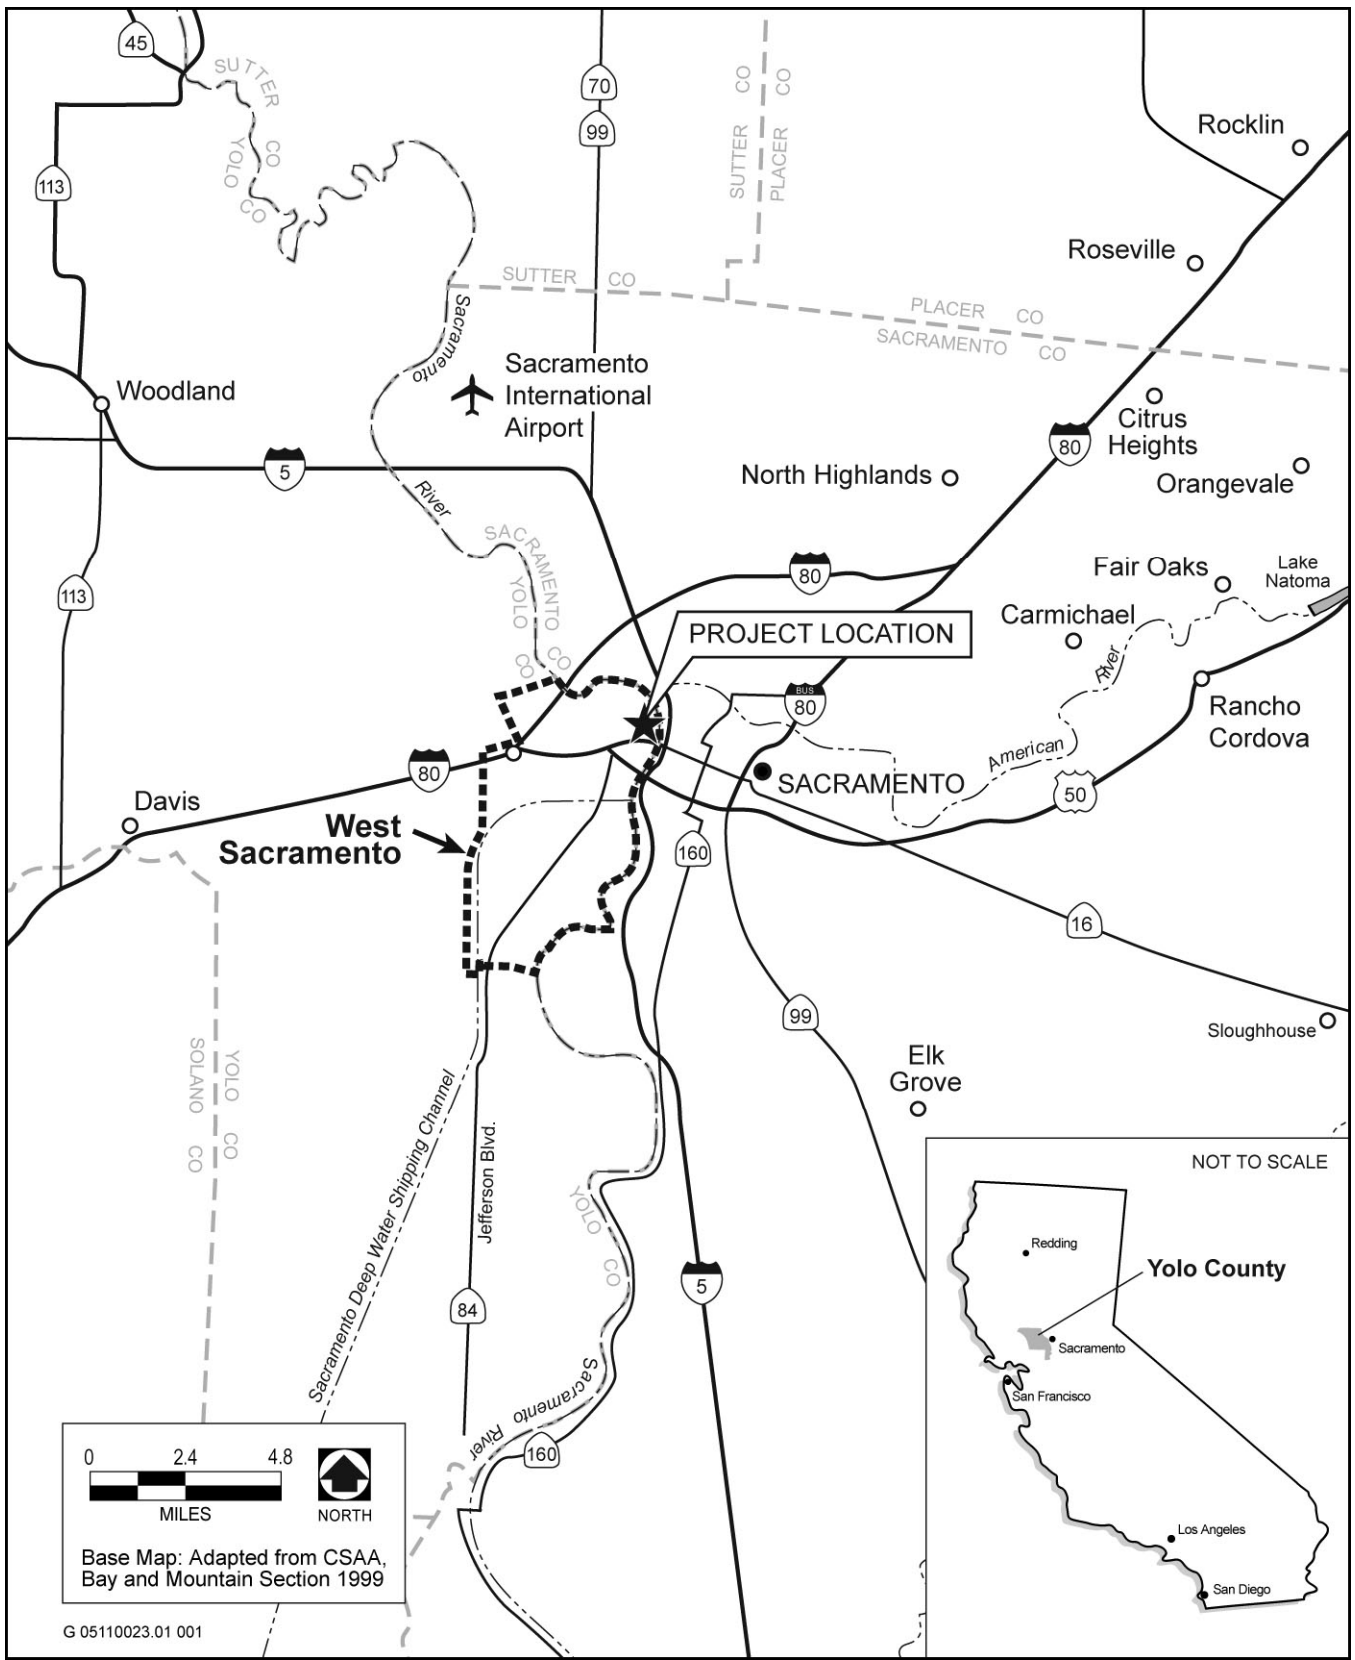 45
SUTTER CO
YOLO CO
70
99
SUTTER CO
PLACER CO
Rocklin
113
Roseville
SUTTER CO
PLACER CO
SACRAMENTO CO
Sacramento
River
Sacramento
International
Airport
Woodland
5
80
Citrus
Heights
North Highlands
Orangevale
SACRAMENTO CO
YOLO CO
80
113
Fair Oaks
Lake
Natoma
Carmichael
PROJECT LOCATION
River
American
BUS
80
Rancho
Cordova
80
SACRAMENTO
50
Davis
West
Sacramento
160
16
99
Sloughhouse
Elk
Grove
YOLO CO
SOLANO CO
Sacramento Deep Water Shipping Channel
Jefferson Blvd.
YOLO CO
5
84
Sacramento
River
160
NOT TO SCALE
Redding
Yolo County
Sacramento
San Francisco
Los Angeles
San Diego
0 2.4 4.8
MILES
NORTH
Base Map: Adapted from CSAA,
Bay and Mountain Section 1999
G 05110023.01 001